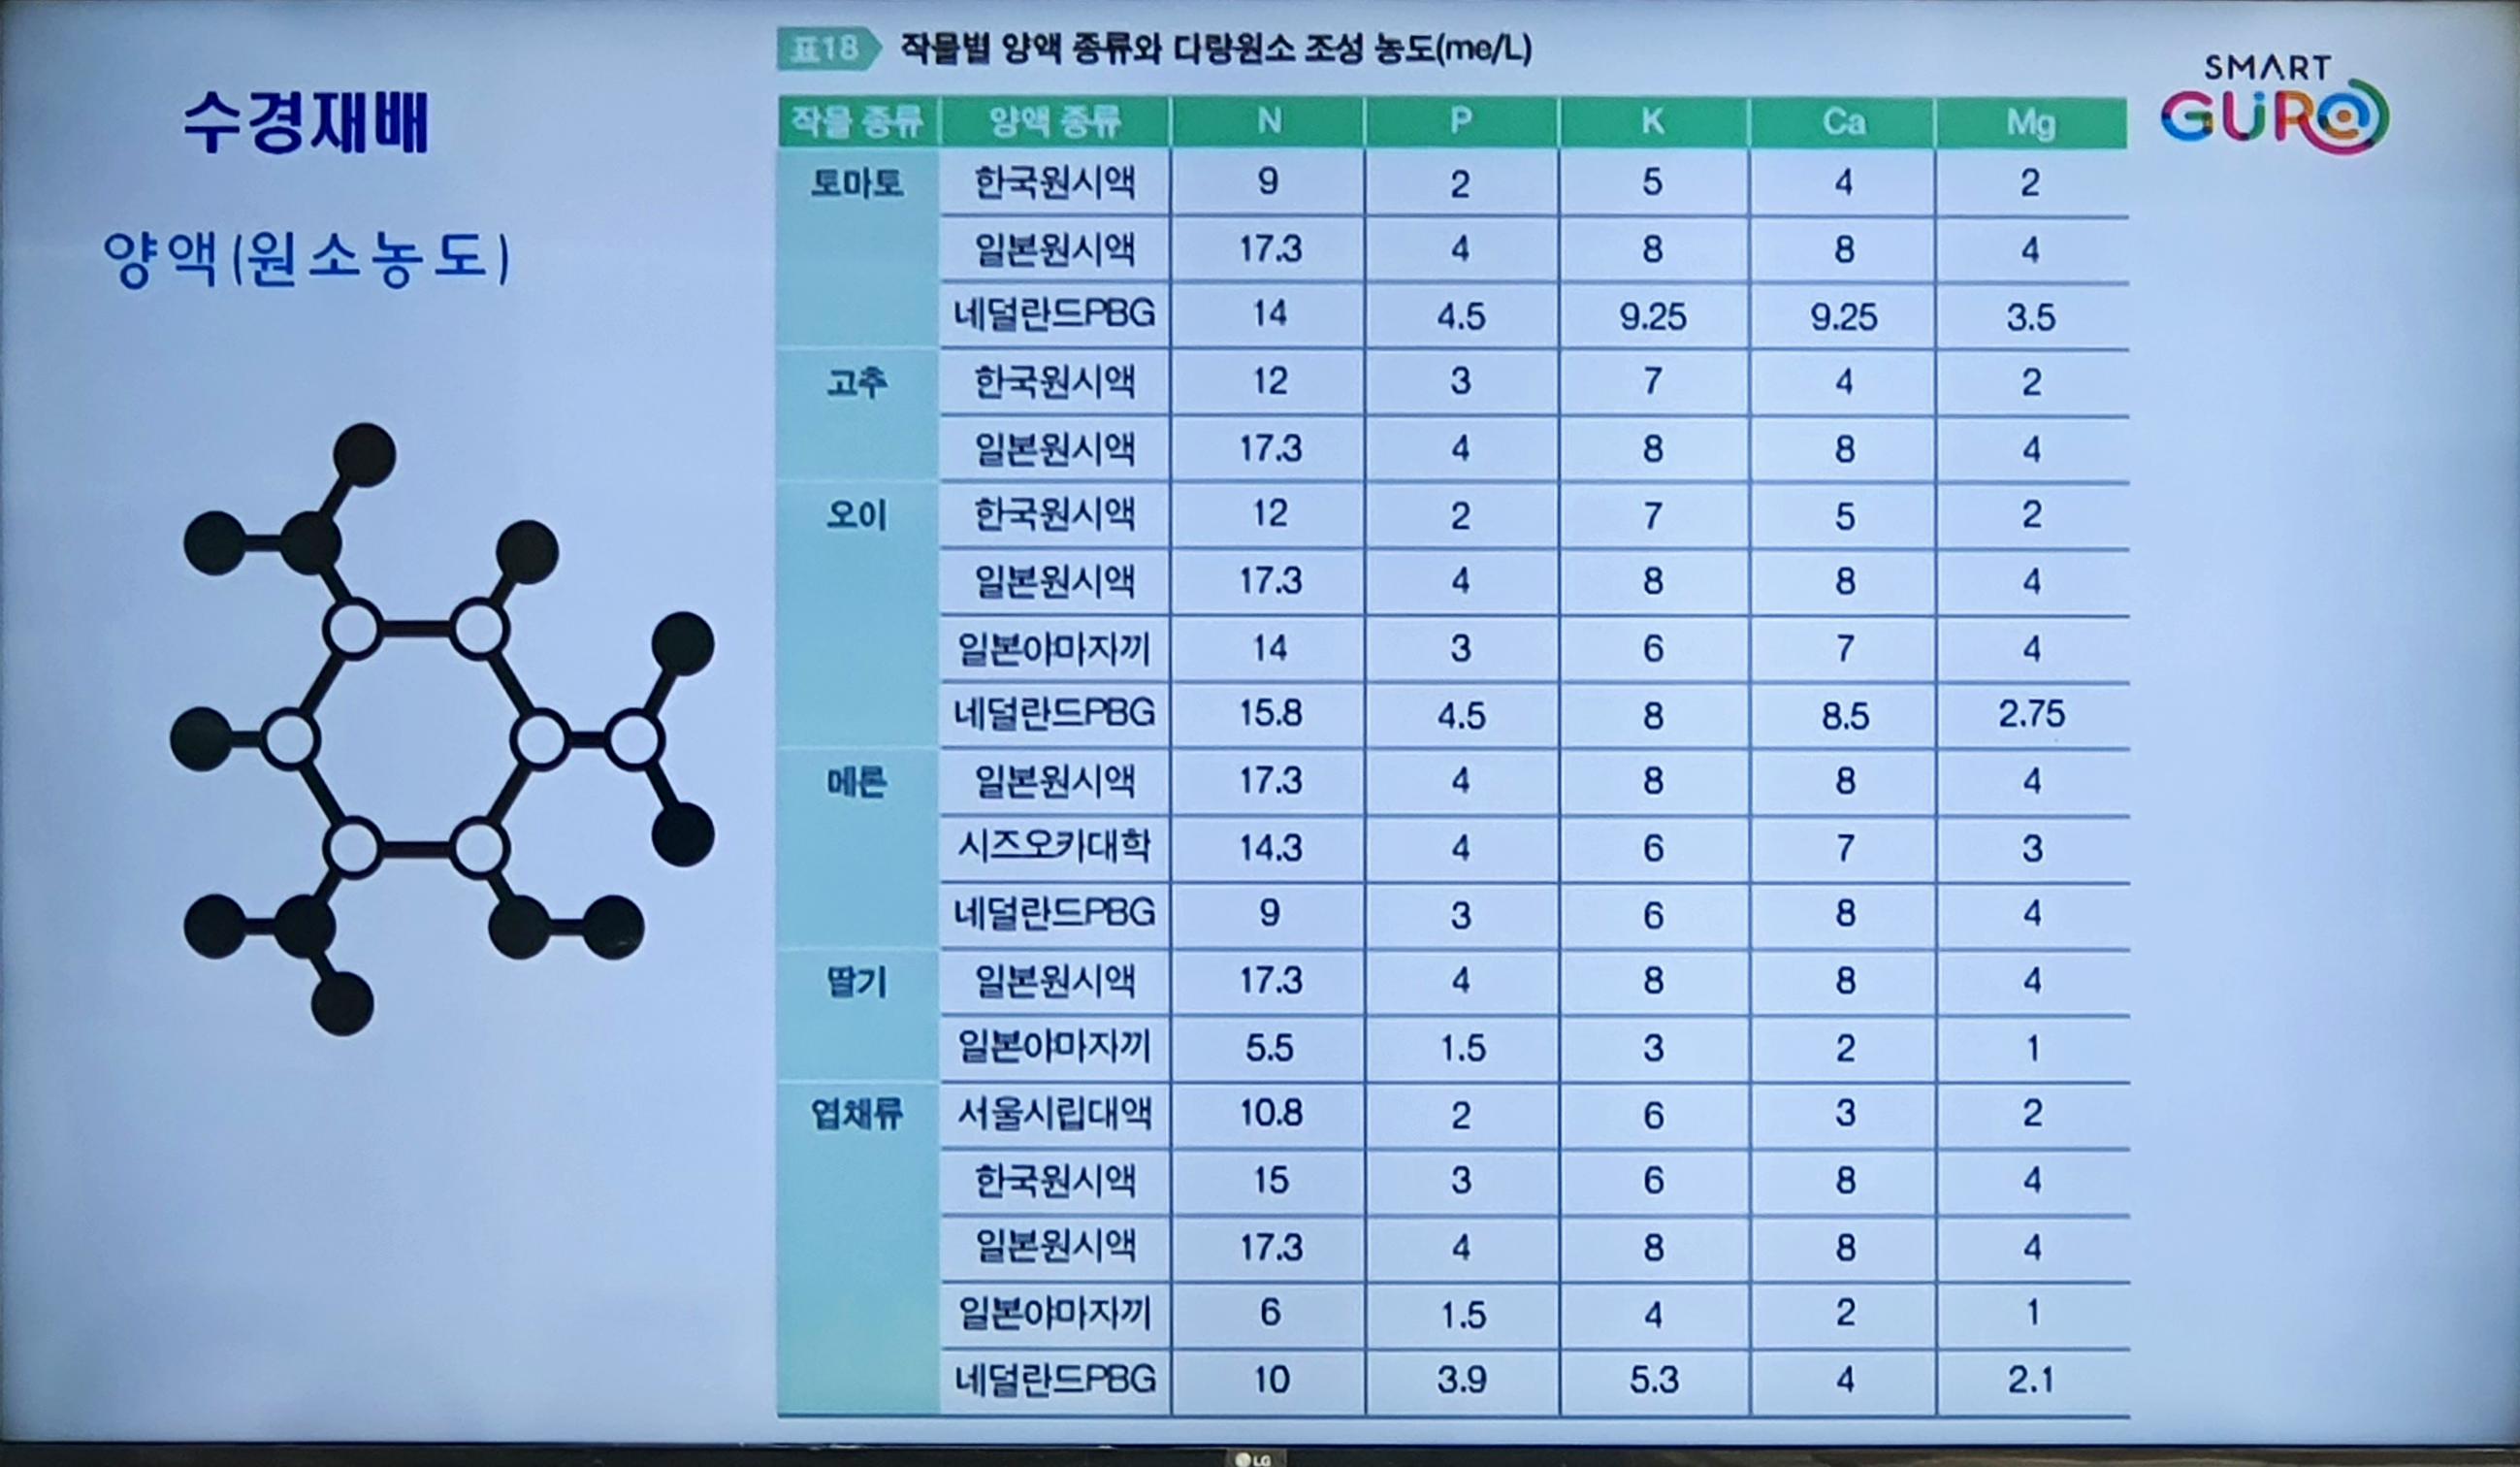 수경재배
양액(원소농도)
표18 작물별 양액 종류와 다량원소 조성 농도(me/L)
SMART
GURO
작물 종류 양액 종류 N P K Ca Mg
토마토 한국원시액 9 2 5 4 2
일본원시액 17.3 4 8 8 4
네덜란드PBG 14 4.5 9.25 9.25 3.5
고추 한국원시액 12 3 7 4 2
일본원시액 17.3 4 8 8 4
오이 한국원시액 12 2 7 5 2
일본원시액 17.3 4 8 8 4
일본야마자끼 14 3 6 7 4
네덜란드PBG 15.8 4.5 8 8.5 2.75
메론 일본원시액 17.3 4 8 8 4
시즈오카대학 14.3 4 6 7 3
네덜란드PBG 9 3 6 8 4
딸기 일본원시액 17.3 4 8 8 4
일본야마자끼 5.5 1.5 3 2 1
엽채류 서울시립대액 10.8 2 6 3 2
한국원시액 15 3 6 8 4
일본원시액 17.3 4 8 8 4
일본야마자끼 6 1.5 4 2 1
네덜란드PBG 10 3.9 5.3 4 2.1
LG